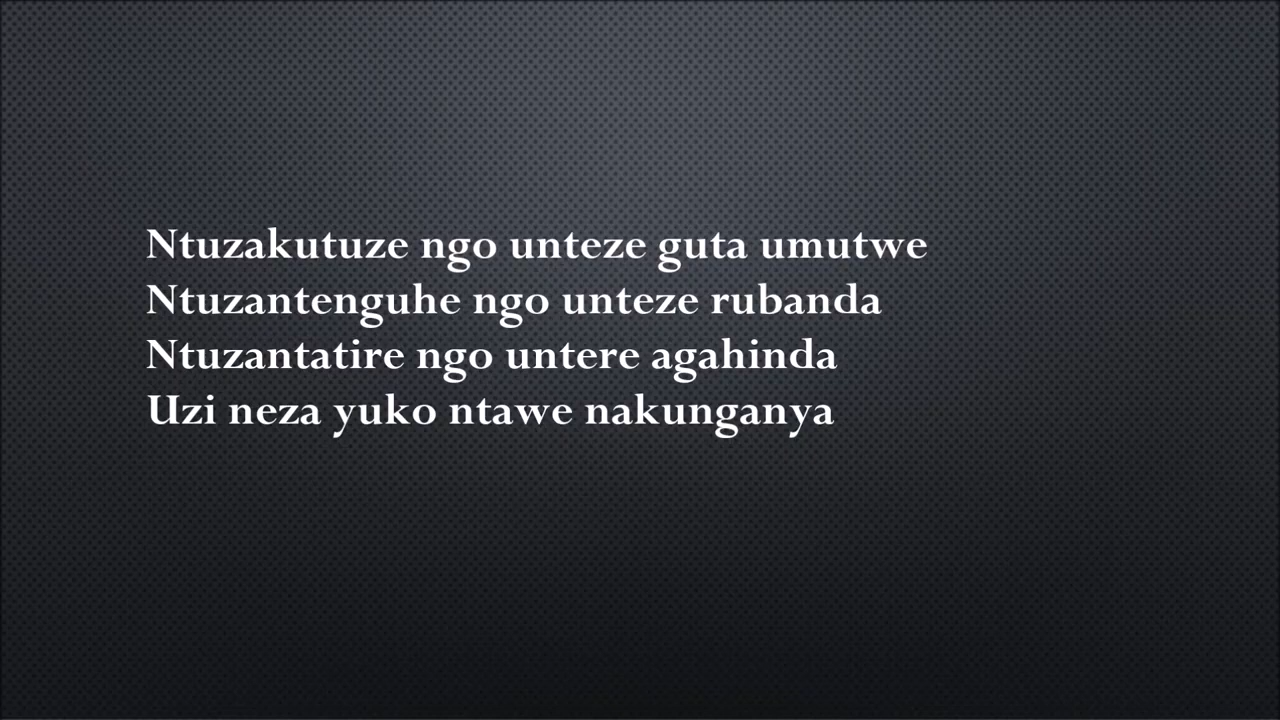 Ntuzakutuze ngo unteze guta umutwe
Ntuzantenguhe ngo unteze rubanda
Ntuzantatire ngo untere agahinda
Uzi neza yuko ntawe nakunganya